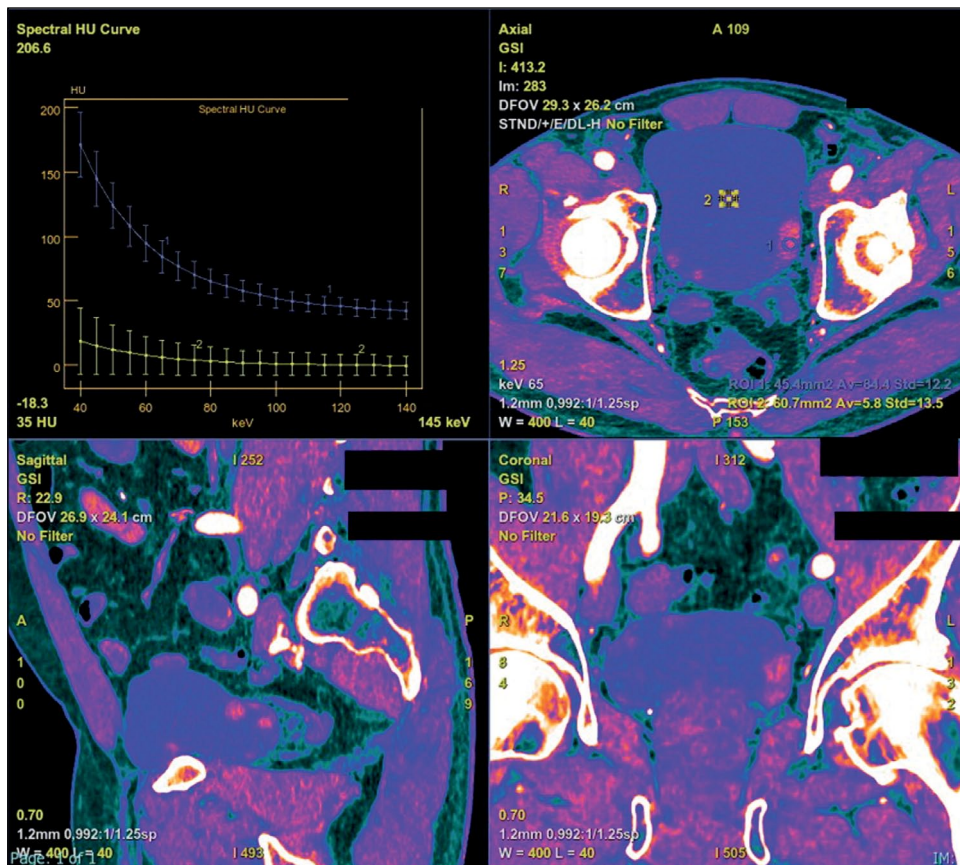 Spectral HU Curve
206.6
HU
Spectral HU Curve
200
150
100
50
0
1
1
2
2
-18.3
40
60
80
100
120
140
35 HU
keV
145 keV
Axial
GSI
I: 413.2
Im: 283
DFOV 29.3 x 26.2 cm
STND/+/E/DL-H No Filter
A 109
R
1
3
7
L
1
5
6
2
1
1.25
keV 65
1.2mm 0,992:1/1.25sp
W = 400 L = 40
ROI 1: 45.4mm2 Av=84.4 Std=12.2
ROI 2: 60.7mm2 Av=5.8 Std=13.5
P 153
Sagittal
GSI
R: 22.9
DFOV 26.9 x 24.1 cm
No Filter
I 252
A
1
0
0
P
1
6
9
0.70
1.2mm 0,992:1/1.25sp
W = 400 L = 40
Page: 1 of 1
I 493
Coronal
GSI
P: 34.5
DFOV 21.6 x 19.3 cm
No Filter
I 312
R
8
4
L
1
3
2
0.70
1.2mm 0,992:1/1.25sp
W = 400 L = 40
I 505
IM: